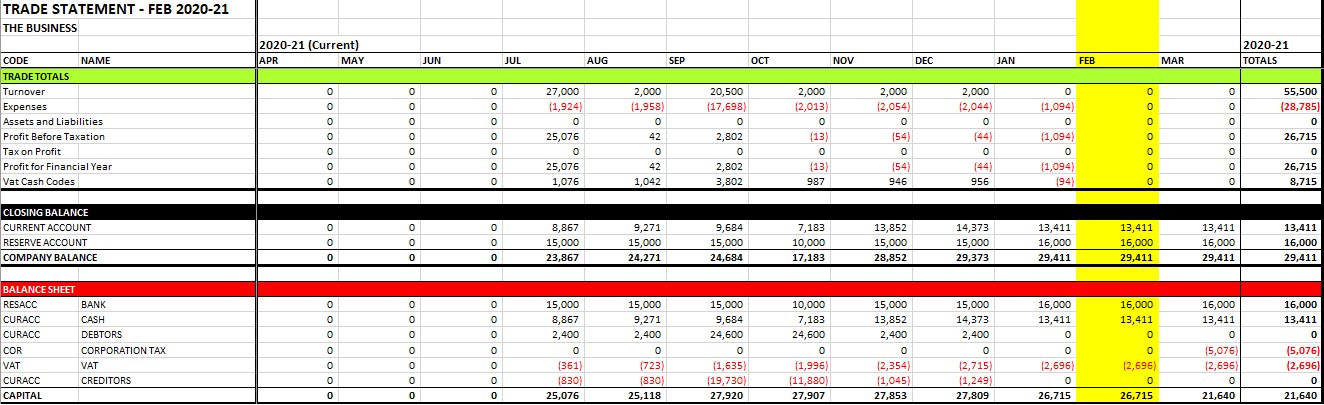 TRADE STATEMENT - FEB 2020-21
THE BUSINESS
2020-21 (Current) 2020-21
CODE NAME APR MAY JUN JUL AUG SEP OCT NOV DEC JAN FEB MAR TOTALS
TRADE TOTALS
Turnover 0 0 0 27,000 2,000 20,500 2,000 2,000 2,000 0 0 0 55,500
Expenses 0 0 0 (1,924) (1,958) (17,698) (2,013) (2,054) (2,044) (1,094) 0 0 (28,785)
Assets and Liabilities 0 0 0 0 0 0 0 0 0 0 0 0 0
Profit Before Taxation 0 0 0 25,076 42 2,802 (13) (54) (44) (1,094) 0 0 26,715
Tax on Profit 0 0 0 0 0 0 0 0 0 0 0 0 0
Profit for Financial Year 0 0 0 25,076 42 2,802 (13) (54) (44) (1,094) 0 0 26,715
Vat Cash Codes 0 0 0 1,076 1,042 3,802 987 946 956 (94) 0 0 8,715
CLOSING BALANCE
CURRENT ACCOUNT 0 0 0 8,867 9,271 9,684 7,183 13,852 14,373 13,411 13,411 13,411 13,411
RESERVE ACCOUNT 0 0 0 15,000 15,000 15,000 10,000 15,000 15,000 16,000 16,000 16,000 16,000
COMPANY BALANCE 0 0 0 23,867 24,271 24,684 17,183 28,852 29,373 29,411 29,411 29,411 29,411
BALANCE SHEET
RESACC BANK 0 0 0 15,000 15,000 15,000 10,000 15,000 15,000 16,000 16,000 16,000 16,000
CURACC CASH 0 0 0 8,867 9,271 9,684 7,183 13,852 14,373 13,411 13,411 13,411 13,411
CURACC DEBTORS 0 0 0 2,400 2,400 24,600 24,600 2,400 2,400 0 0 0 0
COR CORPORATION TAX 0 0 0 0 0 0 0 0 0 0 0 (5,076) (5,076)
VAT VAT 0 0 0 (361) (723) (1,635) (1,996) (2,354) (2,715) (2,696) (2,696) (2,696) (2,696)
CURACC CREDITORS 0 0 0 (830) (830) (19,730) (11,880) (1,045) (1,249) 0 0 0 0
CAPITAL 0 0 0 25,076 25,118 27,920 27,907 27,853 27,809 26,715 26,715 21,640 21,640